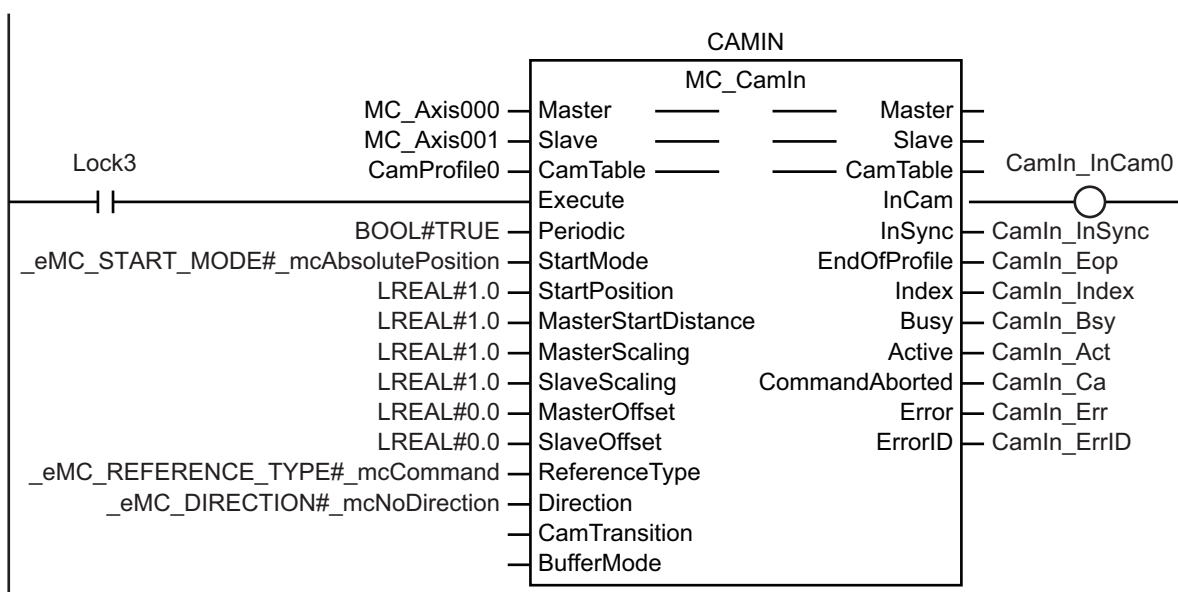 CAMIN
MC_CamIn
MC_Axis000 Master Master
MC_Axis001 Slave Slave
Lock3 CamProfile0 CamTable CamTable CamIn_InCam0
Execute InCam
BOOL#TRUE Periodic InSync CamIn_InSync
_eMC_START_MODE#_mcAbsolutePosition StartMode EndOfProfile CamIn_Eop
LREAL#1.0 StartPosition Index CamIn_Index
LREAL#1.0 MasterStartDistance Busy CamIn_Bsy
LREAL#1.0 MasterScaling Active CamIn_Act
LREAL#1.0 SlaveScaling CommandAborted CamIn_Ca
LREAL#0.0 MasterOffset Error CamIn_Err
LREAL#0.0 SlaveOffset ErrorID CamIn_ErrID
_eMC_REFERENCE_TYPE#_mcCommand ReferenceType
_eMC_DIRECTION#_mcNoDirection Direction
CamTransition
BufferMode